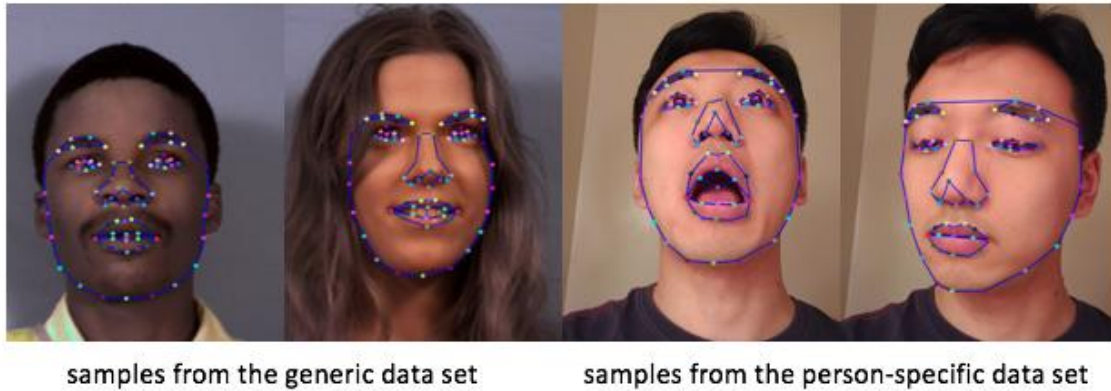 samples from the generic data set
samples from the person-specific data set